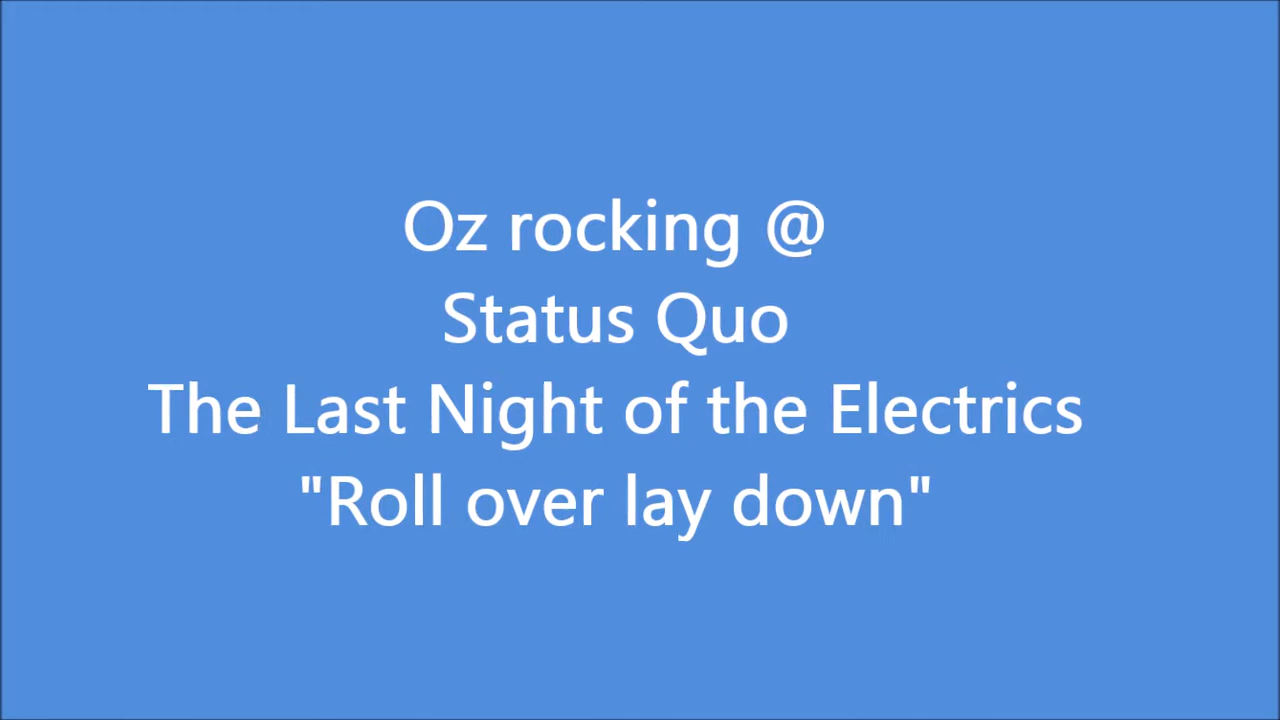 Oz rocking @
Status Quo
The Last Night of the Electrics
"Roll over lay down"